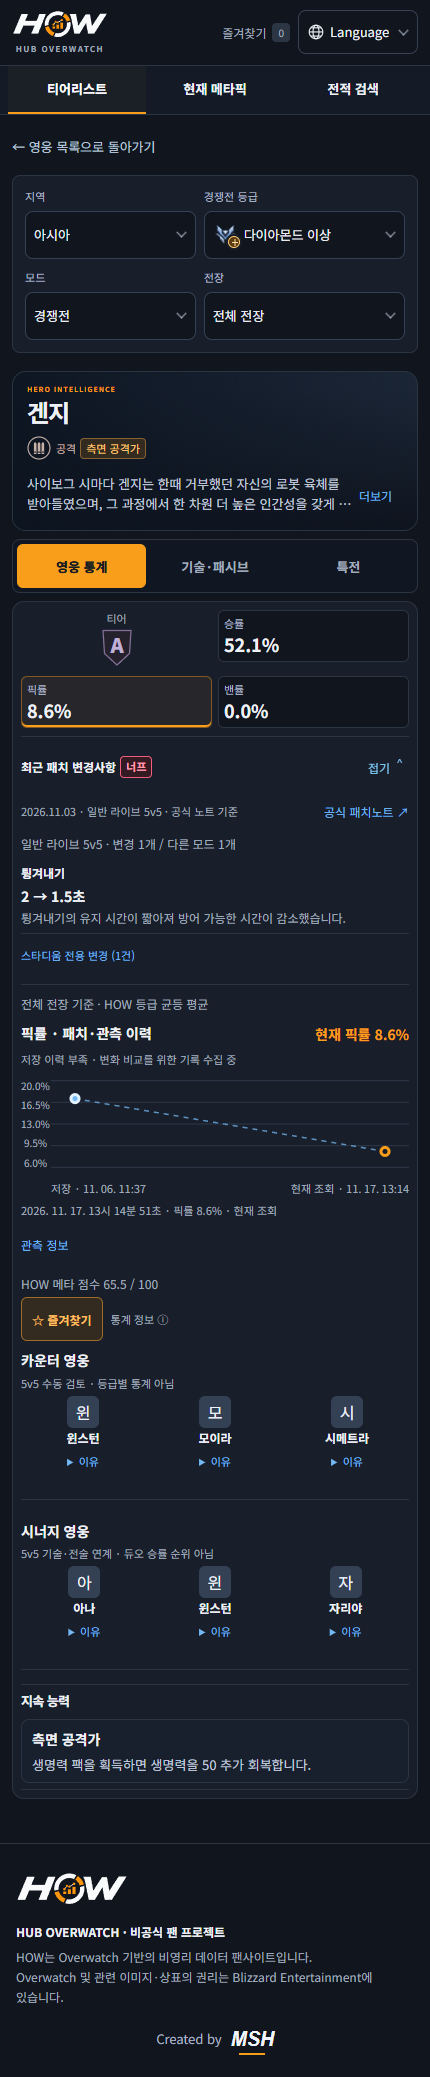 HOW
HUB OVERWATCH
즐겨찾기 0
Language
티어리스트 현재 메타픽 전적 검색
← 영웅 목록으로 돌아가기
지역 경쟁전 등급
아시아 다이아몬드 이상
모드 전장
경쟁전 전체 전장
HERO INTELLIGENCE
겐지
공격 측면 공격가
사이보그 시마다 겐지는 한때 거부했던 자신의 로봇 육체를
받아들였으며, 그 과정에서 한 차원 더 높은 인간성을 갖게 … 더보기
영웅 통계 기술·패시브 특전
티어
A
승률
52.1%
픽률
8.6%
밴률
0.0%
최근 패치 변경사항 너프 접기 ^
2026.11.03 · 일반 라이브 5v5 · 공식 노트 기준 공식 패치노트 ↗
일반 라이브 5v5 · 변경 1개 / 다른 모드 1개
튕겨내기
2 → 1.5초
튕겨내기의 유지 시간이 짧아져 방어 가능한 시간이 감소했습니다.
스타디움 전용 변경 (1건)
전체 전장 기준 · HOW 등급 균등 평균
픽률 · 패치·관측 이력 현재 픽률 8.6%
저장 이력 부족 · 변화 비교를 위한 기록 수집 중
20.0%
16.5%
13.0%
9.5%
6.0%
저장 · 11. 06. 11:37 현재 조회 · 11. 17. 13:14
2026. 11. 17. 13시 14분 51초 · 픽률 8.6% · 현재 조회
관측 정보
HOW 메타 점수 65.5 / 100
☆ 즐겨찾기 통계 정보 ⓘ
카운터 영웅
5v5 수동 검토 · 등급별 통계 아님
윈 모 시
윈스턴 모이라 시메트라
▶ 이유 ▶ 이유 ▶ 이유
시너지 영웅
5v5 기술·전술 연계 · 듀오 승률 순위 아님
아 윈 자
아나 윈스턴 자리야
▶ 이유 ▶ 이유 ▶ 이유
지속 능력
측면 공격가
생명력 팩을 획득하면 생명력을 50 추가 회복합니다.
HOW
HUB OVERWATCH · 비공식 팬 프로젝트
HOW는 Overwatch 기반의 비영리 데이터 팬사이트입니다.
Overwatch 및 관련 이미지·상표의 권리는 Blizzard Entertainment에
있습니다.
Created by MSH